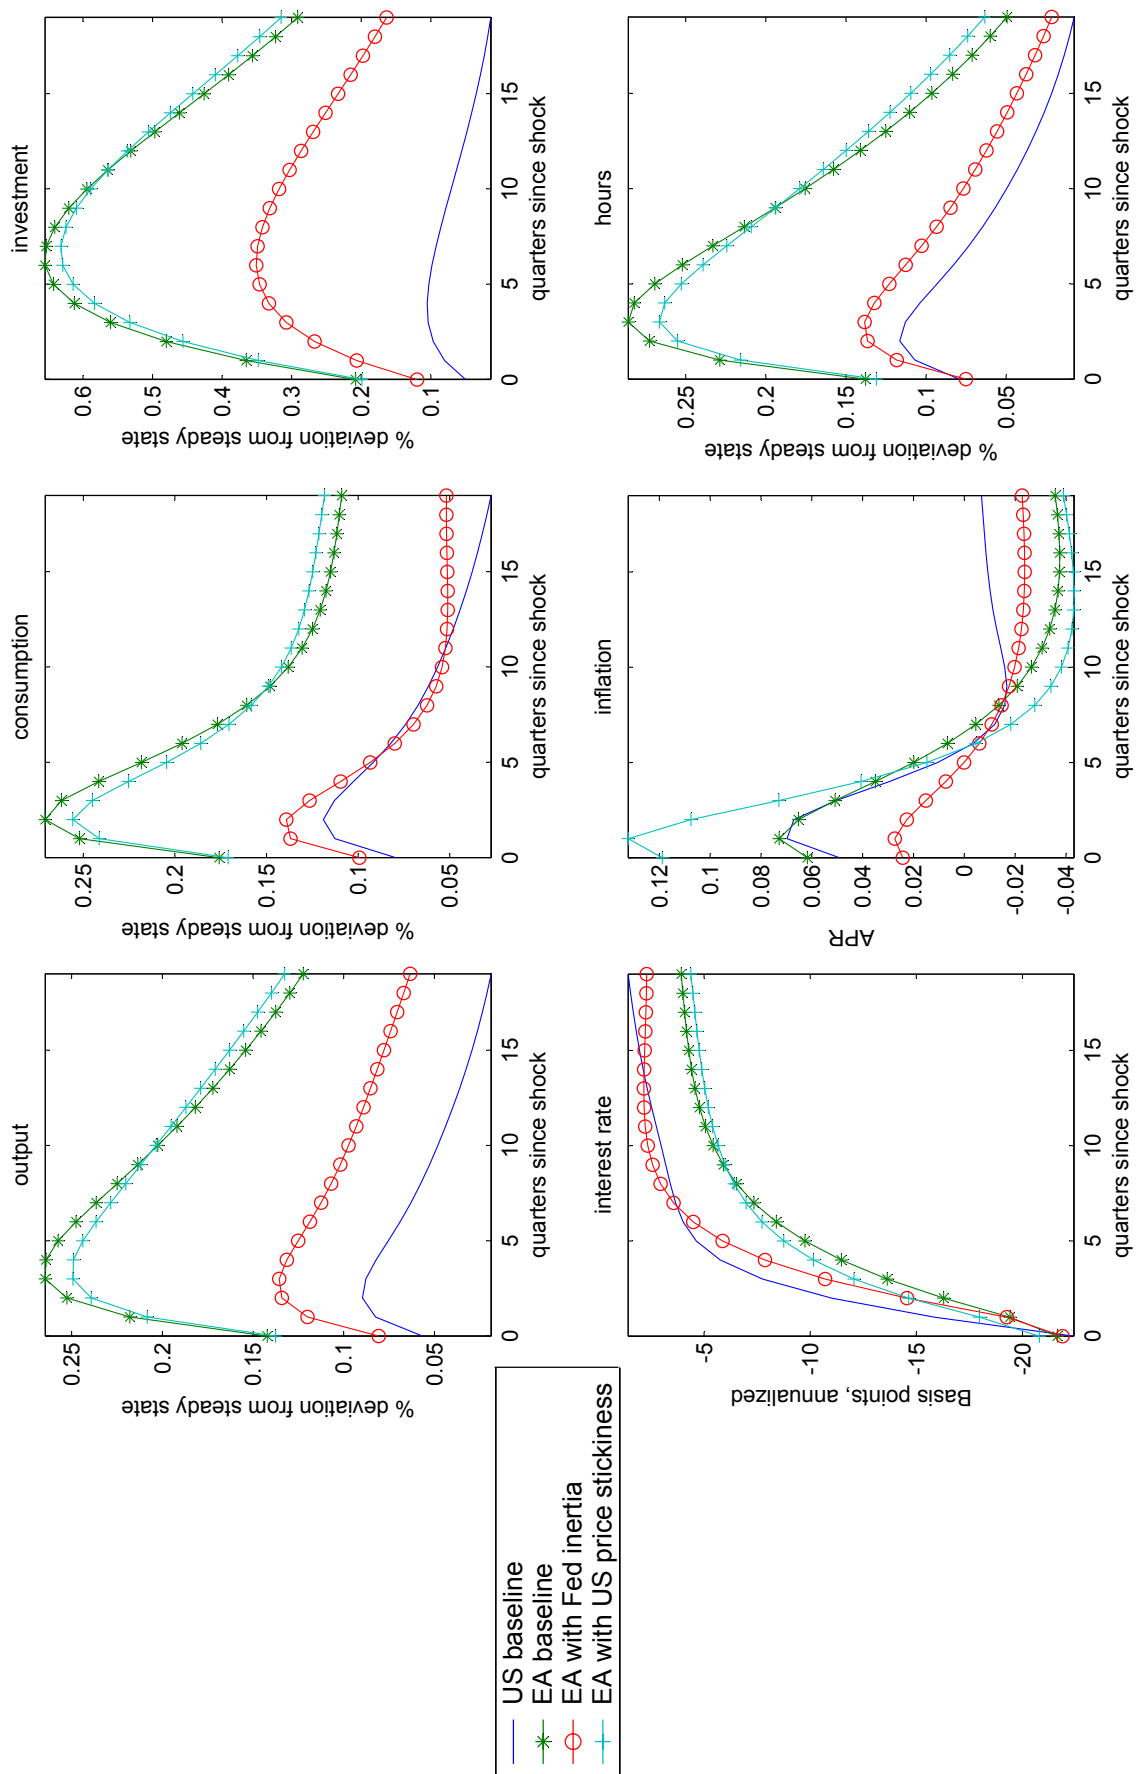 output
% deviation from steady state
0.25
0.2
0.15
0.1
0.05
0
5
10
15
quarters since shock
consumption
% deviation from steady state
0.25
0.2
0.15
0.1
0.05
0
5
10
15
quarters since shock
investment
% deviation from steady state
0.6
0.5
0.4
0.3
0.2
0.1
0
5
10
15
quarters since shock
US baseline
EA baseline
EA with Fed inertia
EA with US price stickiness
interest rate
Basis points, annualized
-5
-10
-15
-20
0
5
10
15
quarters since shock
inflation
APR
0.12
0.1
0.08
0.06
0.04
0.02
0
-0.02
-0.04
0
5
10
15
quarters since shock
hours
% deviation from steady state
0.25
0.2
0.15
0.1
0.05
0
5
10
15
quarters since shock